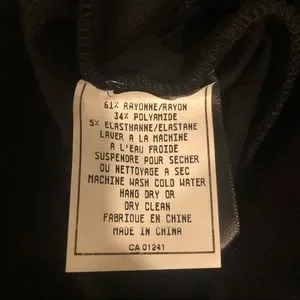 61% RAYONNE/RAYON
34% POLYAMIDE
5% ELASTHANNE/ELASTANE
LAVER A LA MACHINE
A L'EAU FROIDE
SUSPENDRE POUR SECHER
OU NETTOYAGE A SEC
MACHINE WASH COLD WATER
HANG DRY OR
DRY CLEAN
FABRIQUE EN CHINE
MADE IN CHINA
CA 01241